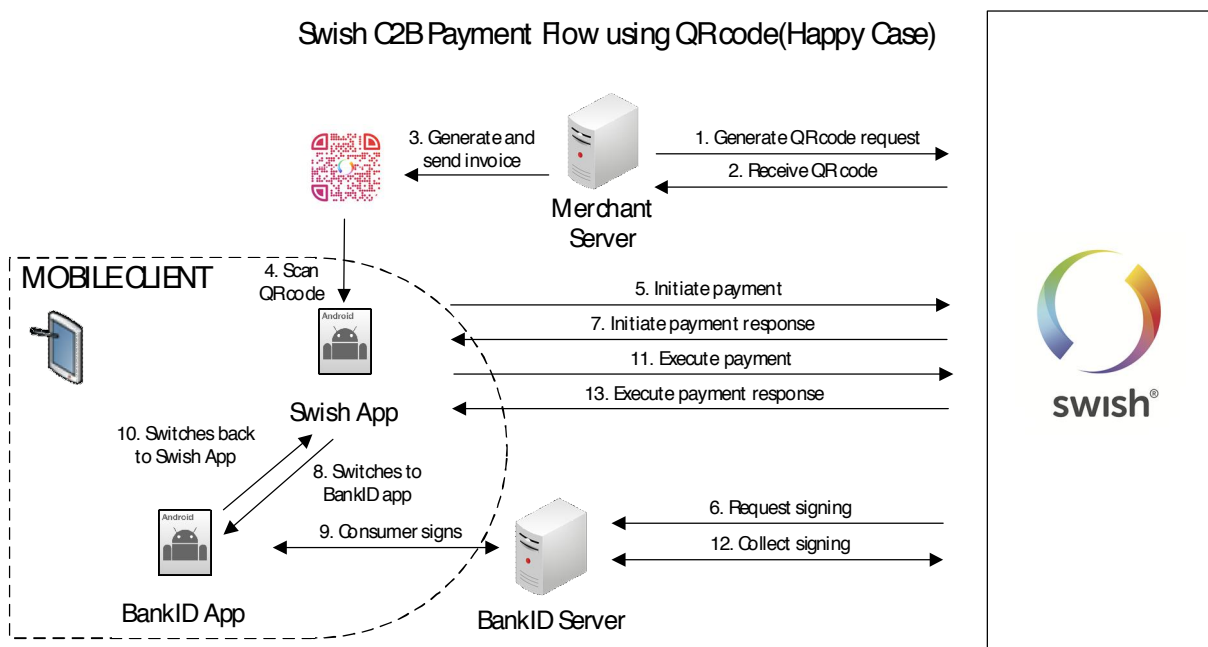 Swish C2B Payment Flow using QRcode(Happy Case)
3. Generate and
send invoice
1. Generate QRcode request
2. Receive QR code
Merchant
Server
MOBILE CLIENT
4. Scan
QRcode
Android
5. Initiate payment
7. Initiate payment response
11. Execute payment
13. Execute payment response
swish®
Swish App
10. Switches back
to Swish App
8. Switches to
BankID app
Android
9. Consumer signs
6. Request signing
12. Collect signing
BankID App
BankID Server